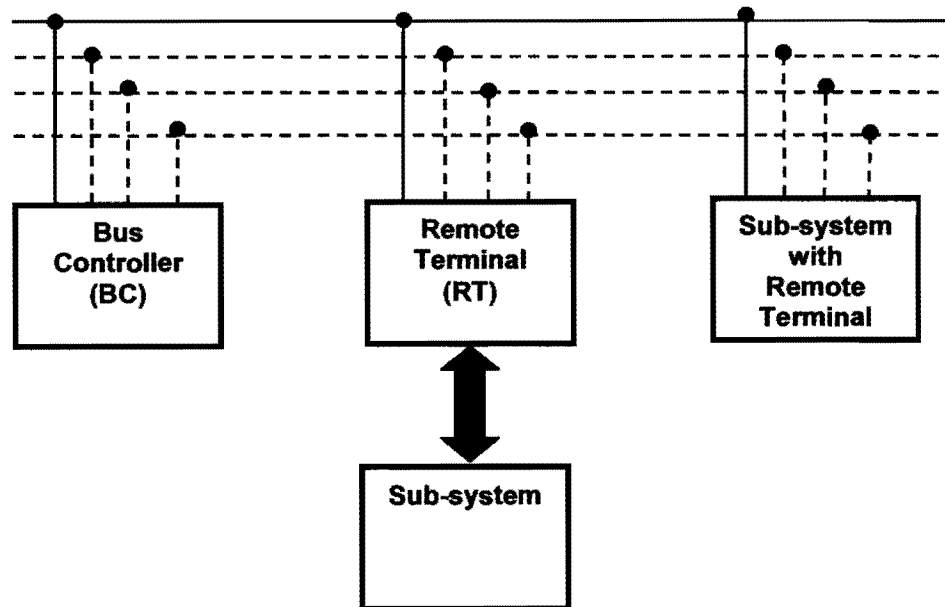 Bus
Controller
(BC)
Remote
Terminal
(RT)
Sub-system
with
Remote
Terminal
Sub-system